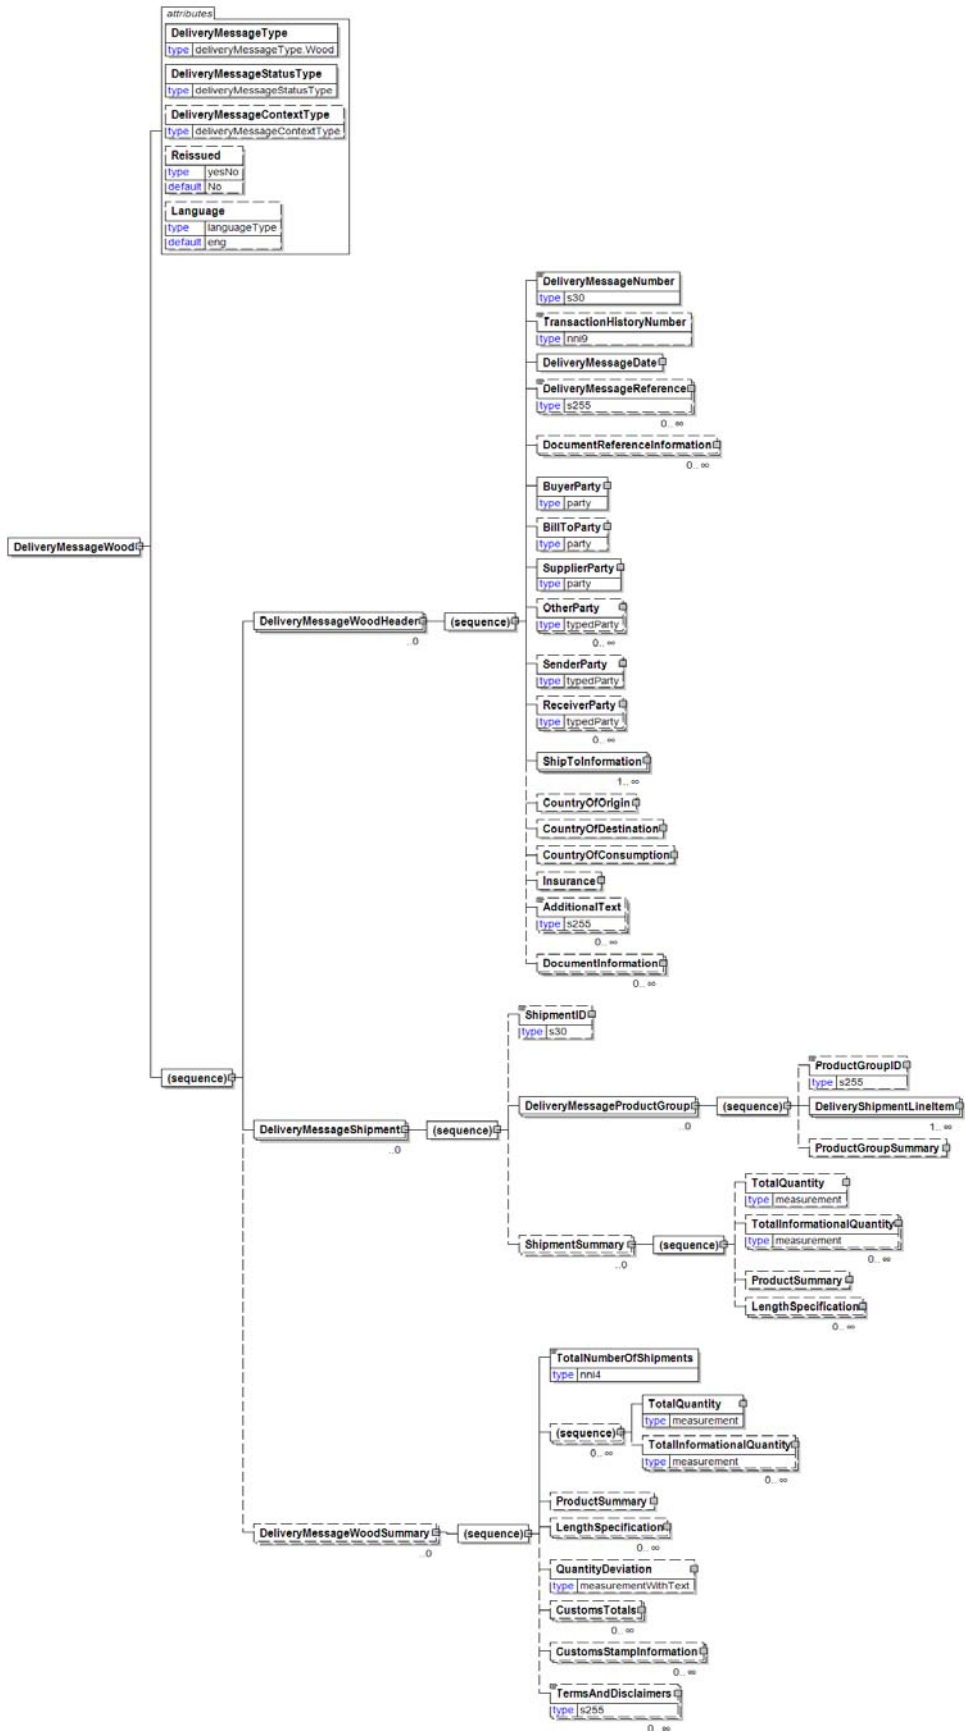 attributes
DeliveryMessageType
type deliveryMessageType.Wood
DeliveryMessageStatusType
type deliveryMessageStatusType
DeliveryMessageContextType
type deliveryMessageContextType
Reissued
type yesNo
default No
Language
type languageType
default eng
DeliveryMessageWood
(sequence)
DeliveryMessageWoodHeader
..0
(sequence)
DeliveryMessageNumber
type s30
TransactionHistoryNumber
type nni9
DeliveryMessageDate
DeliveryMessageReference
type s255
0.. ∞
DocumentReferenceInformation
0.. ∞
BuyerParty
type party
BillToParty
type party
SupplierParty
type party
OtherParty
type typedParty
0.. ∞
SenderParty
type typedParty
ReceiverParty
type typedParty
0.. ∞
ShipToInformation
1.. ∞
CountryOfOrigin
CountryOfDestination
CountryOfConsumption
Insurance
AdditionalText
type s255
0.. ∞
DocumentInformation
0.. ∞
DeliveryMessageShipment
..0
(sequence)
ShipmentID
type s30
DeliveryMessageProductGroup
..0
(sequence)
ProductGroupID
type s255
DeliveryShipmentLineItem
1.. ∞
ProductGroupSummary
ShipmentSummary
..0
(sequence)
TotalQuantity
type measurement
TotalInformationalQuantity
type measurement
0.. ∞
ProductSummary
LengthSpecification
0.. ∞
DeliveryMessageWoodSummary
..0
(sequence)
TotalNumberOfShipments
type nni4
(sequence)
0.. ∞
TotalQuantity
type measurement
TotalInformationalQuantity
type measurement
0.. ∞
ProductSummary
LengthSpecification
0.. ∞
QuantityDeviation
type measurementWithText
CustomsTotals
0.. ∞
CustomsStampInformation
0.. ∞
TermsAndDisclaimers
type s255
0.. ∞